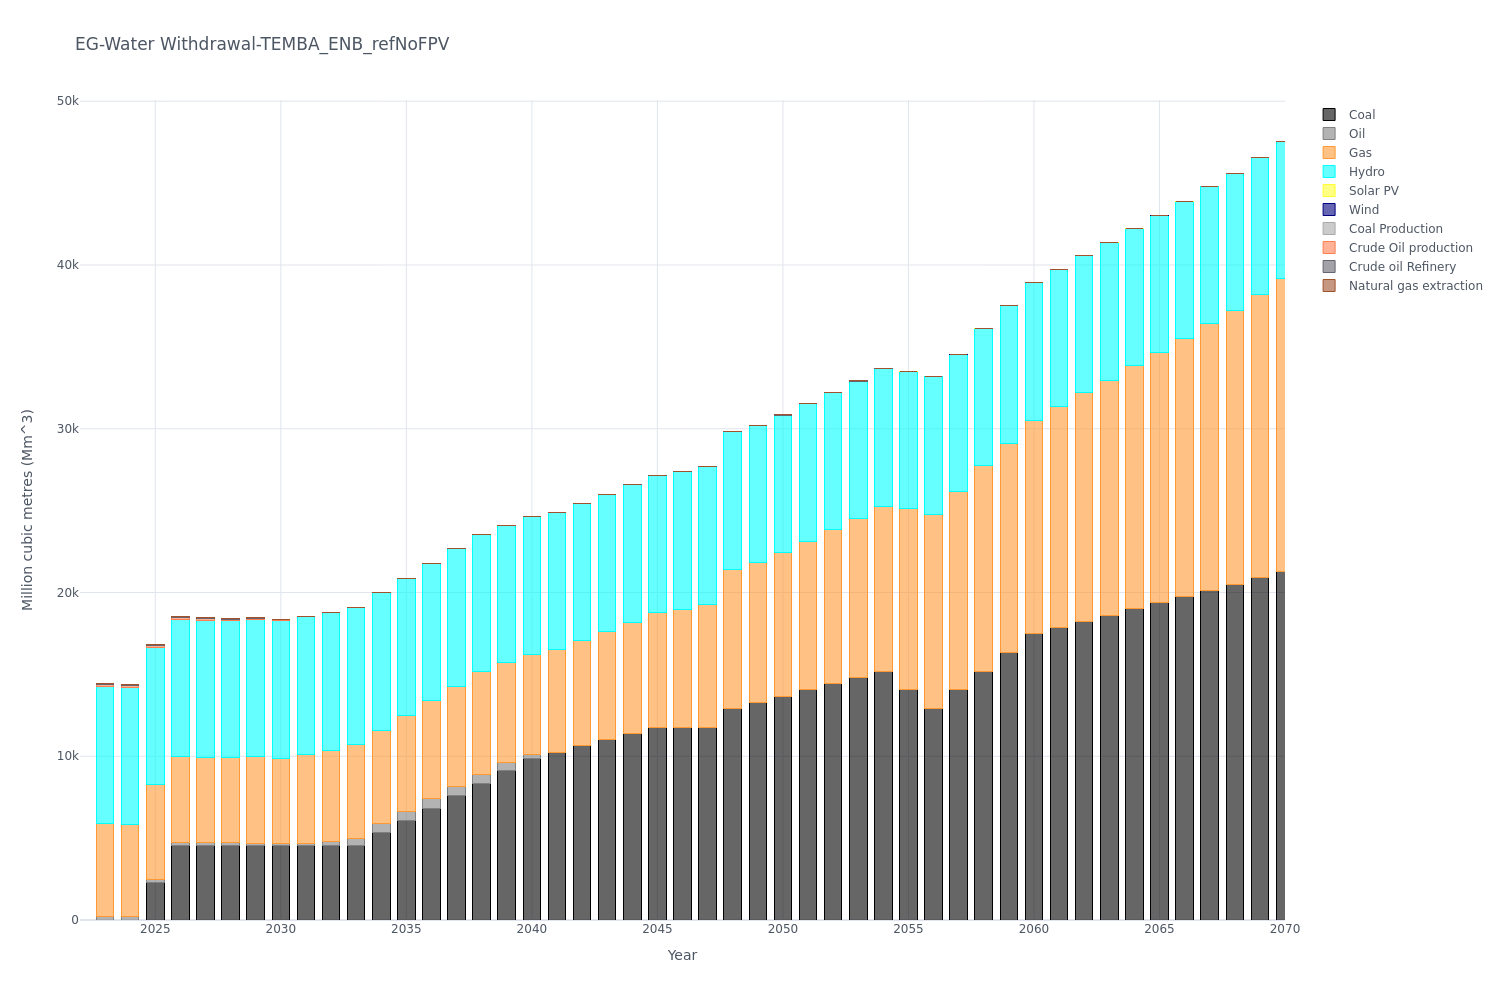 EG-Water Withdrawal-TEMBA_ENB_refNoFPV
50k
40k
30k
20k
10k
0
Million cubic metres (Mm^3)
2025
2030
2035
2040
2045
2050
2055
2060
2065
2070
Year
Coal
Oil
Gas
Hydro
Solar PV
Wind
Coal Production
Crude Oil production
Crude oil Refinery
Natural gas extraction